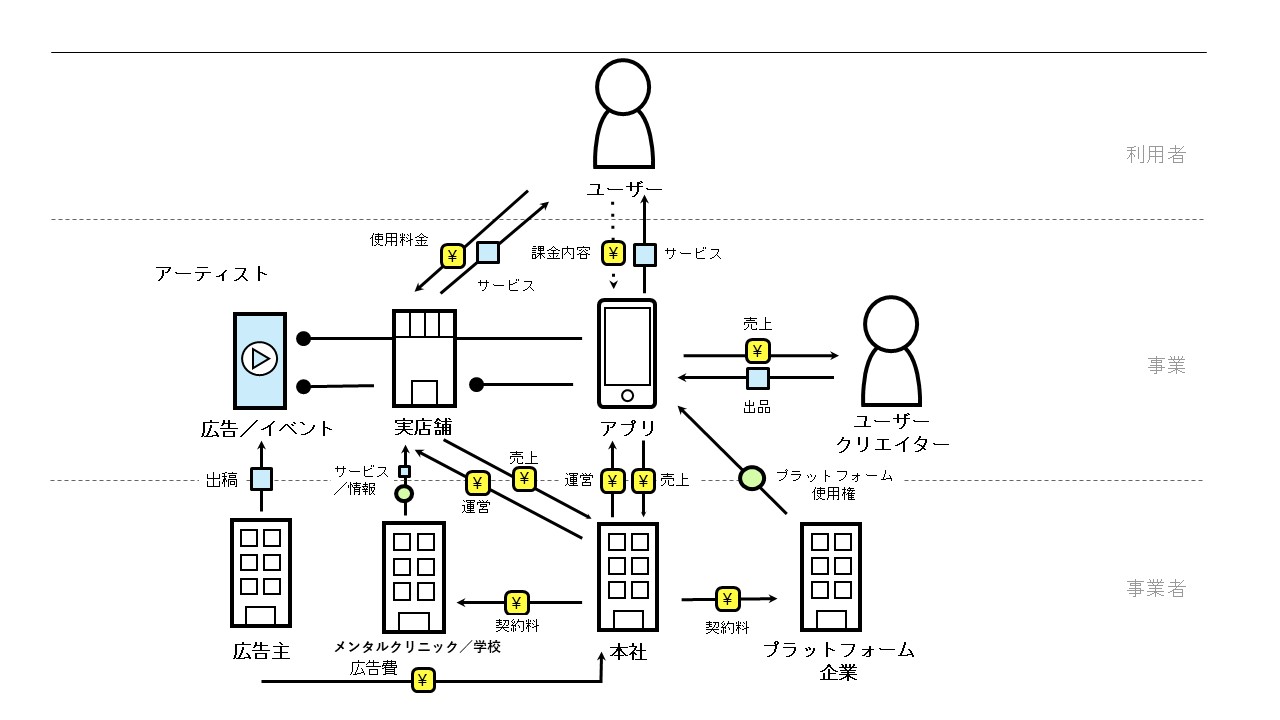 利用者
ユーザー
使用料金
¥
サービス
課金内容
¥
サービス
アーティスト
売上
¥
出品
事業
広告／イベント
実店舗
アプリ
ユーザー
クリエイター
出稿
サービス
／情報
売上
¥
¥
運営
運営
¥
¥
売上
プラットフォーム
使用権
事業者
¥
契約料
¥
契約料
広告主
メンタルクリニック／学校
本社
プラットフォーム
企業
広告費
¥